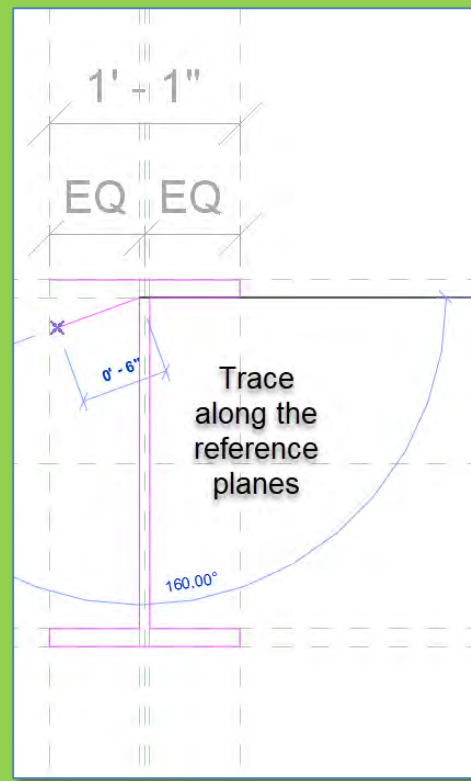 1' - 1"
EQ EQ
0' - 6"
Trace
along the
reference
planes
160.00°